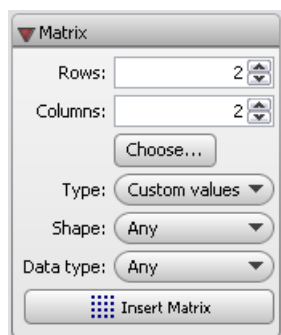 Matrix
Rows: 2
Columns: 2
Choose...
Type: Custom values
Shape: Any
Data type: Any
Insert Matrix